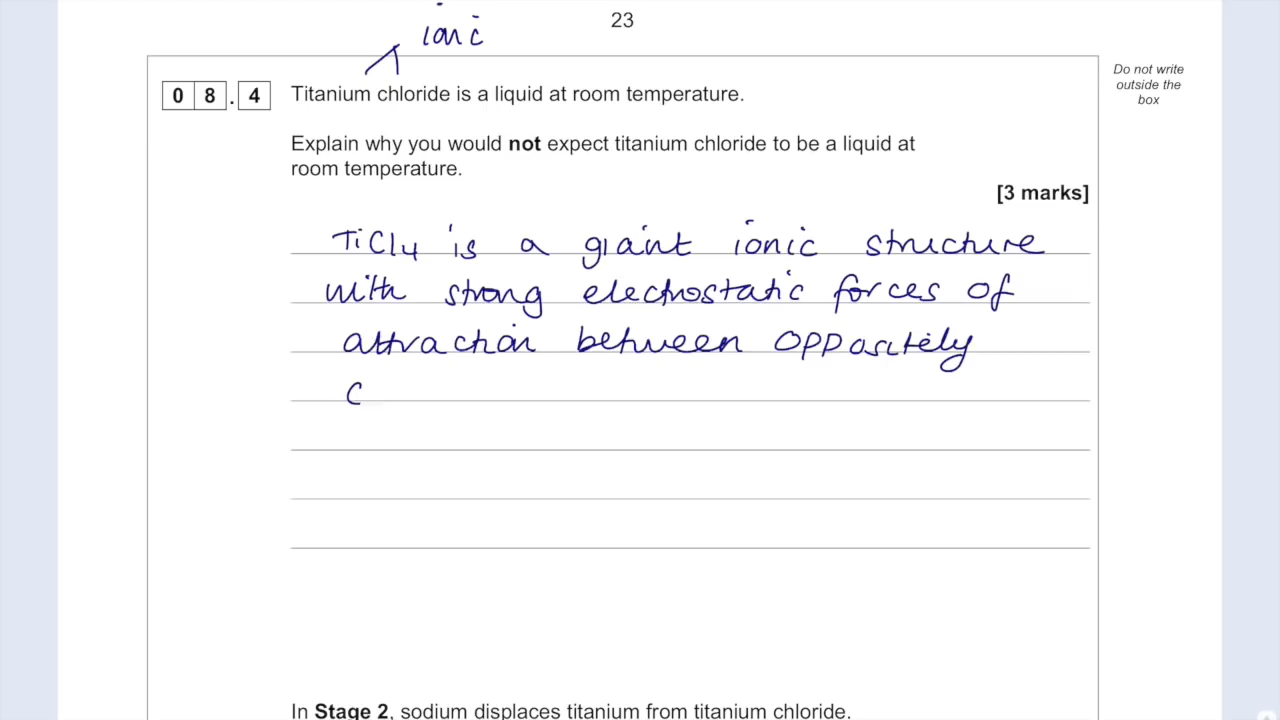 23
ionic
08.4 Titanium chloride is a liquid at room temperature.
Do not write
outside the
box
Explain why you would not expect titanium chloride to be a liquid at
room temperature.
[3 marks]
TiCl4 is a giant ionic structure
with strong electrostatic forces of
attraction between oppositely
c
In Stage 2, sodium displaces titanium from titanium chloride.